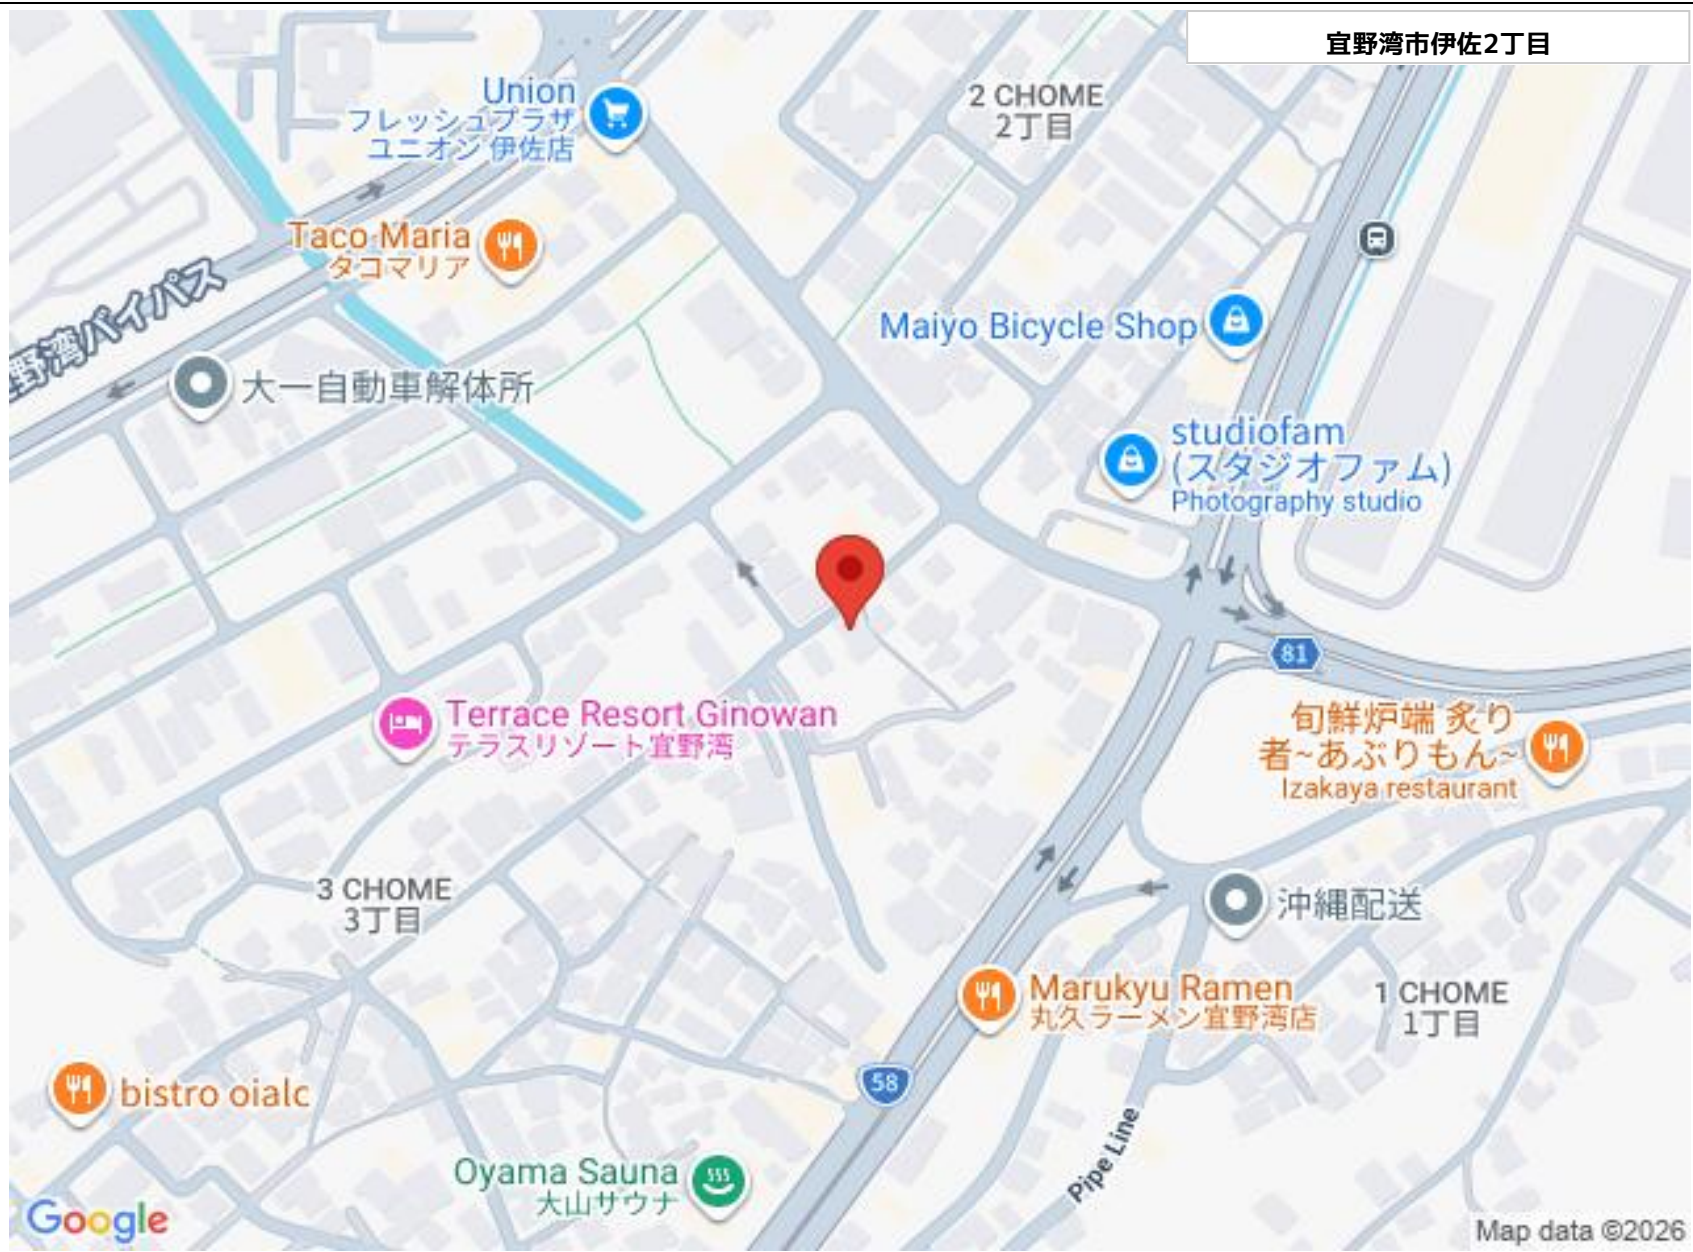 宜野湾市伊佐2丁目
2 CHOME
2丁目
Union
フレッシュプラザ
ユニオン 伊佐店
Taco Maria
タコマリア
野湾バイパス
大一自動車解体所
Maiyo Bicycle Shop
studiofam
(スタジオファム)
Photography studio
81
Terrace Resort Ginowan
テラスリゾート宜野湾
旬鮮炉端 炙り
者~あぶりもん~
Izakaya restaurant
3 CHOME
3丁目
沖縄配送
Marukyu Ramen
丸久ラーメン宜野湾店
1 CHOME
1丁目
58
bistro oialc
Pipe Line
Oyama Sauna
大山サウナ
Google
Map data ©2026